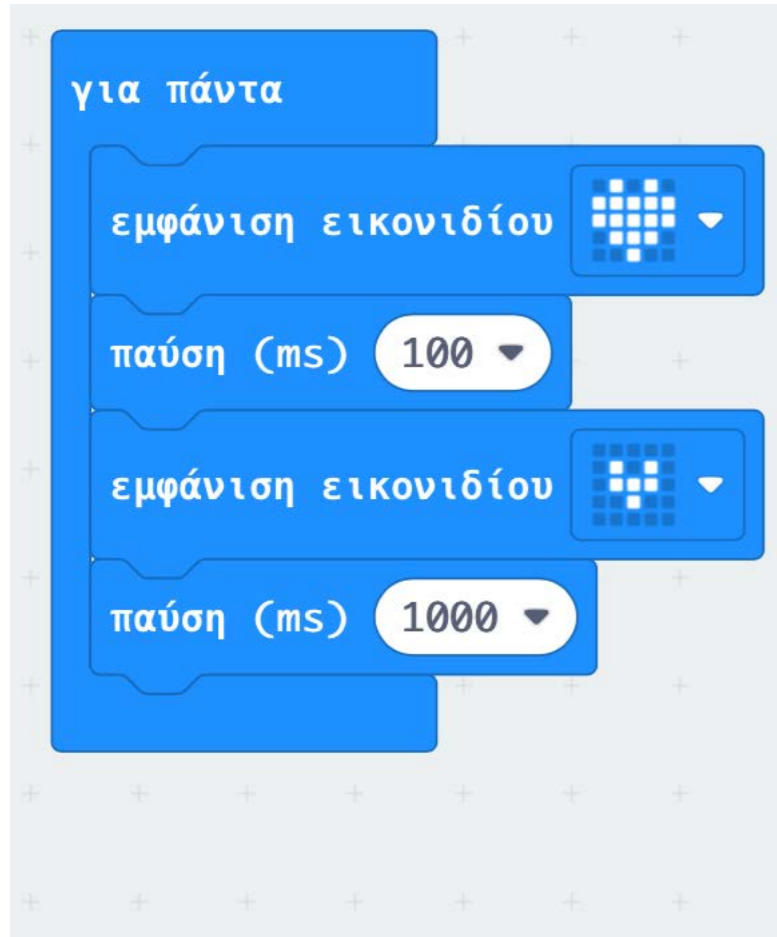 για πάντα
εμφάνιση εικονιδίου
παύση (ms) 100
εμφάνιση εικονιδίου
παύση (ms) 1000